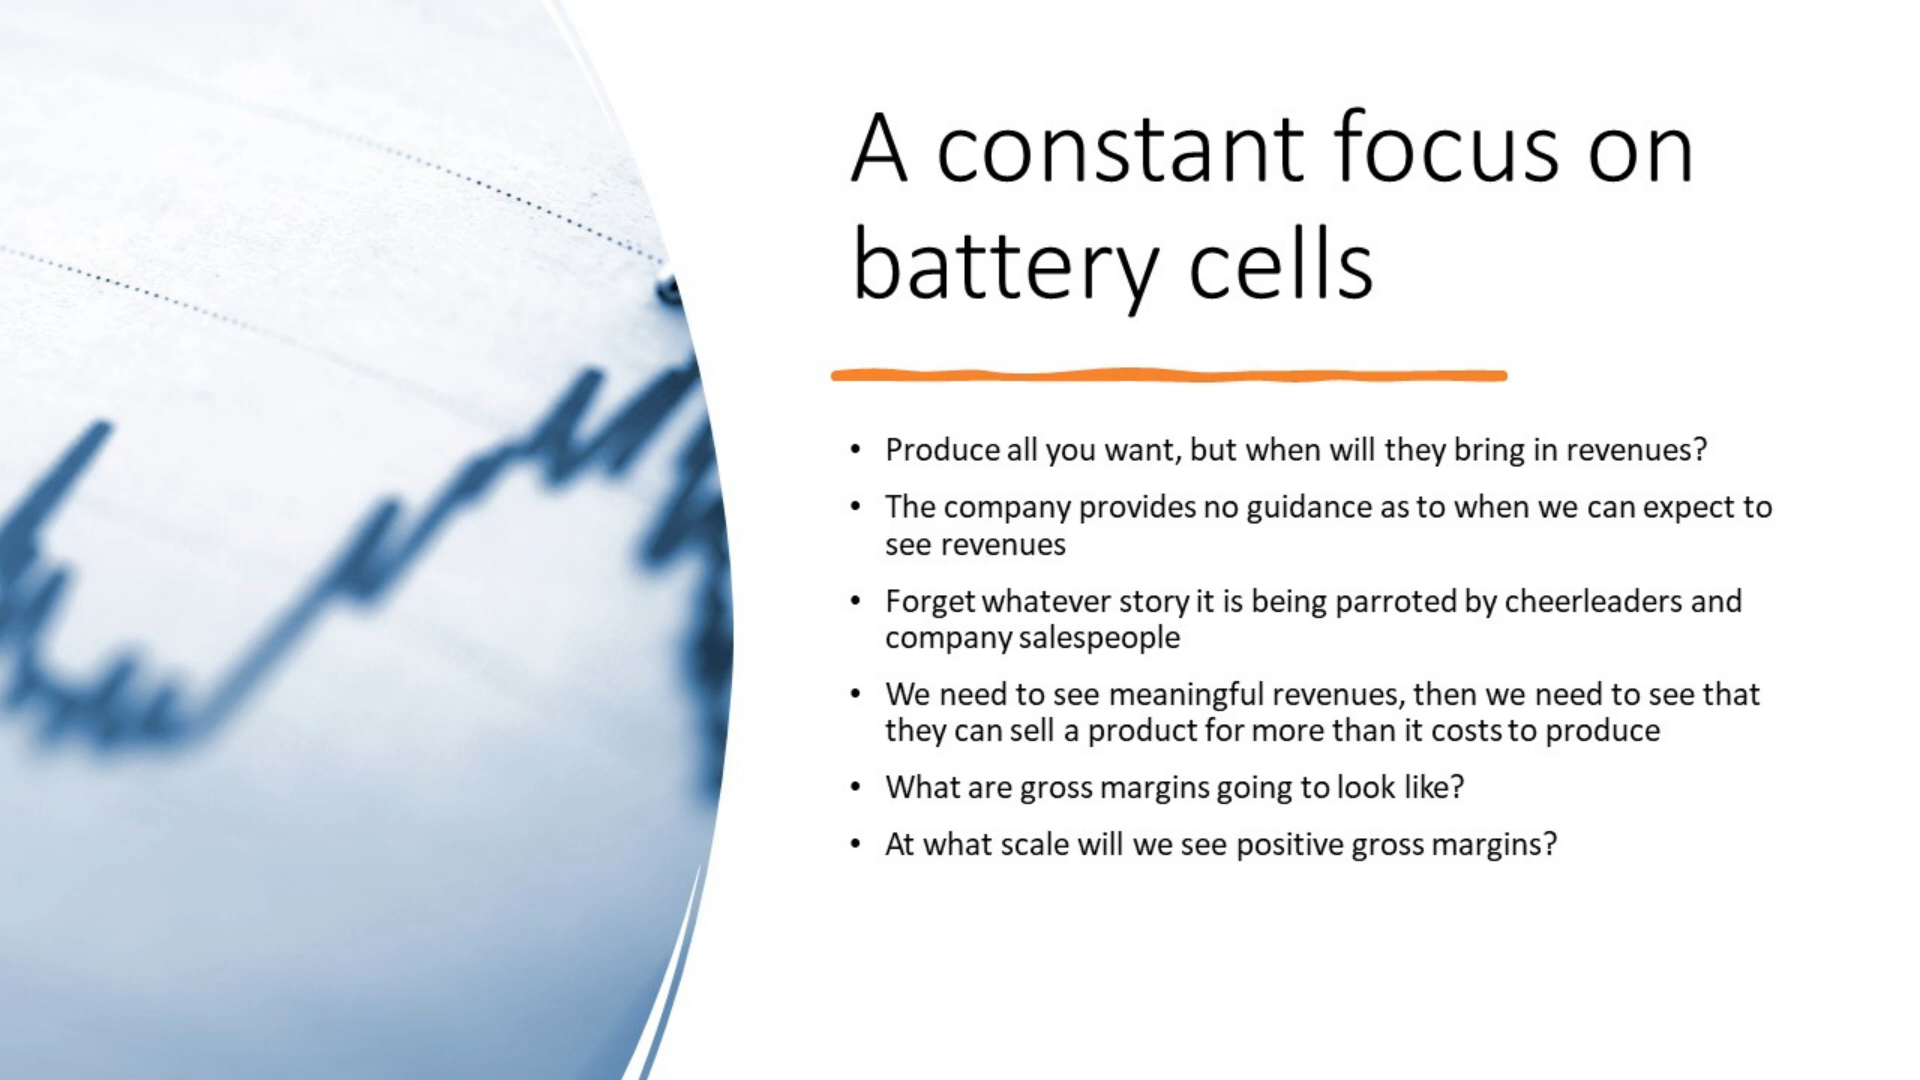 A constant focus on
battery cells
• Produce all you want, but when will they bring in revenues?
• The company provides no guidance as to when we can expect to
see revenues
• Forget whatever story it is being parroted by cheerleaders and
company salespeople
• We need to see meaningful revenues, then we need to see that
they can sell a product for more than it costs to produce
• What are gross margins going to look like?
• At what scale will we see positive gross margins?